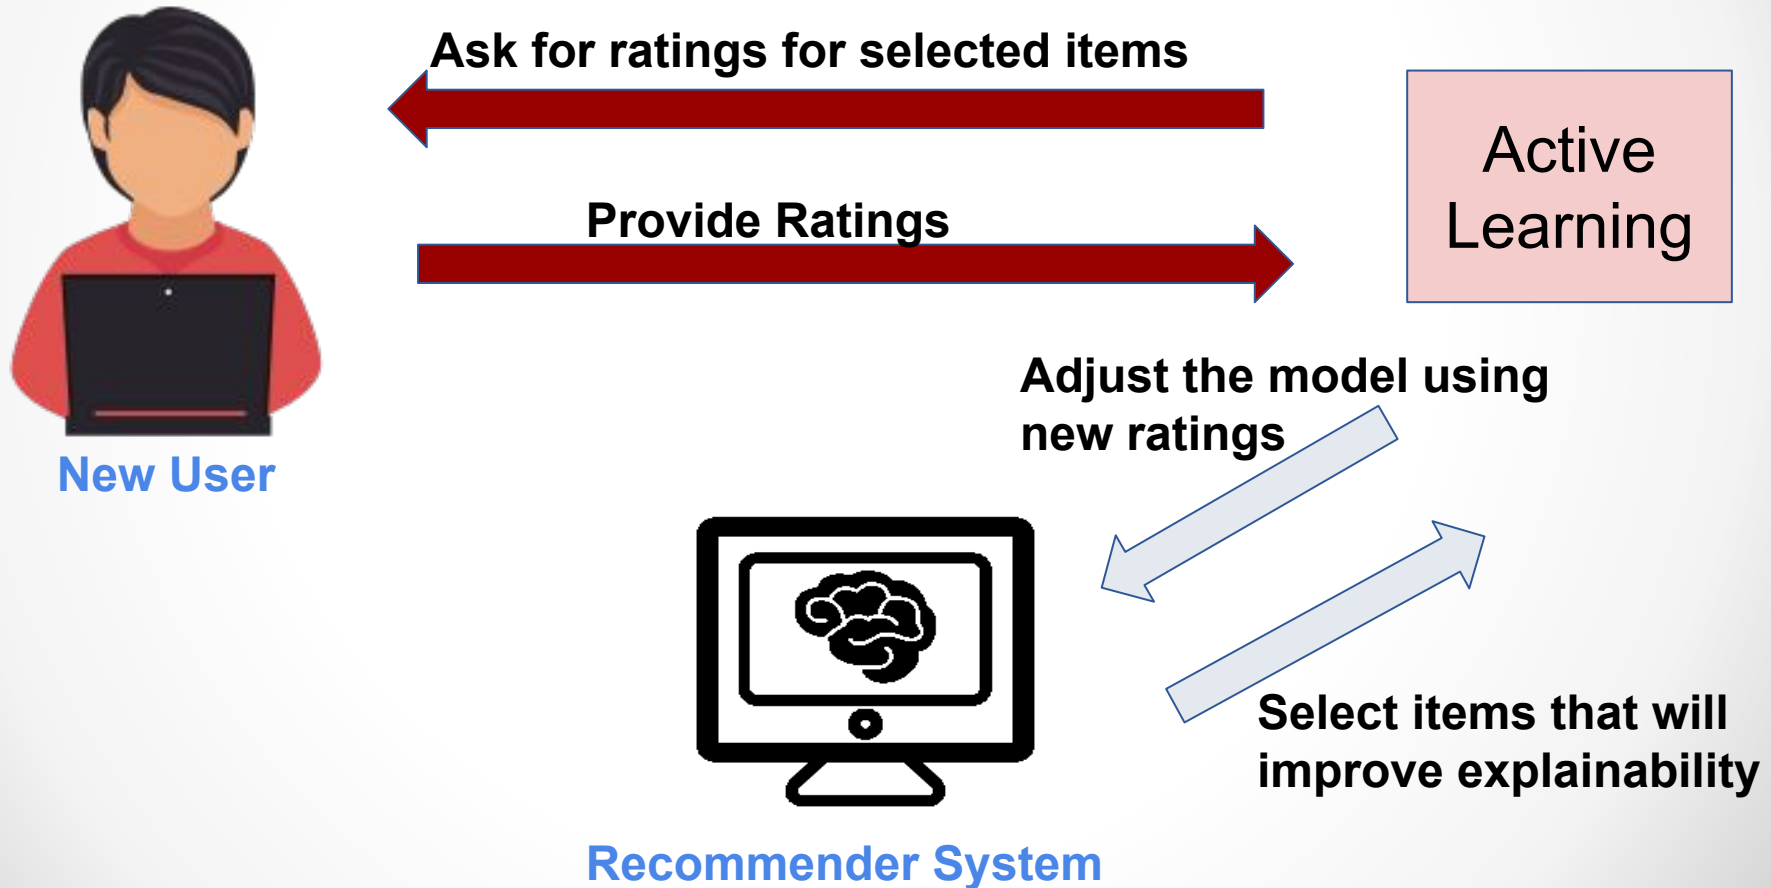 Ask for ratings for selected items
Active
Learning
Provide Ratings
Adjust the model using
new ratings
New User
Select items that will
improve explainability
Recommender System